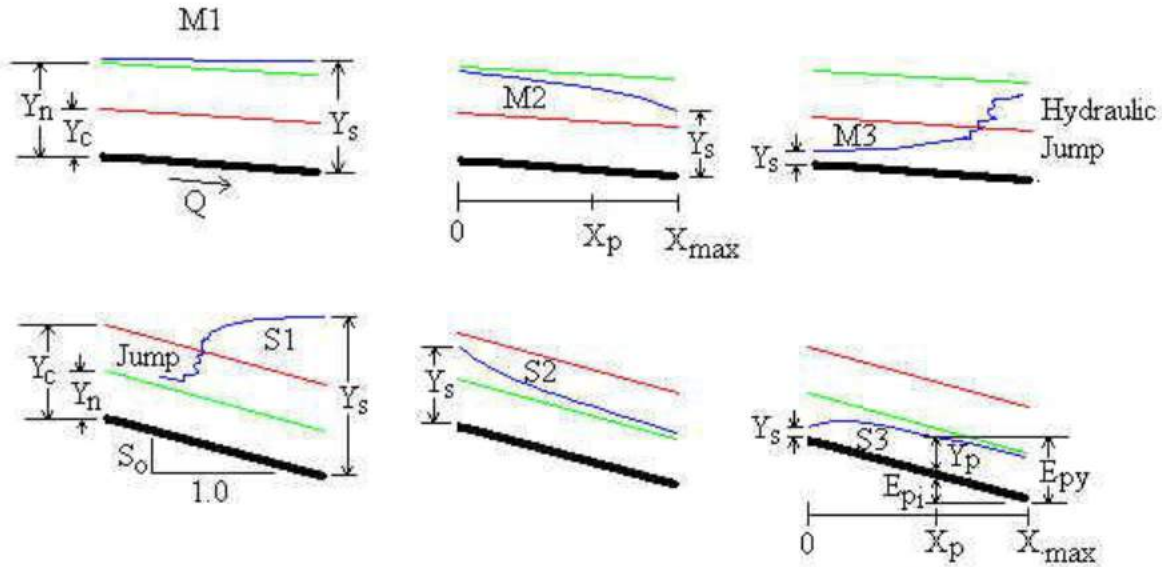 M1
Yn
Yc
Ys
Q
M2
Ys
0
Xp
Xmax
M3
Ys
Hydraulic
Jump
Yc
Yn
Jump
S1
Ys
So
1.0
Ys
S2
Ys
S3
Yp
Epi
Epy
0
Xp
Xmax